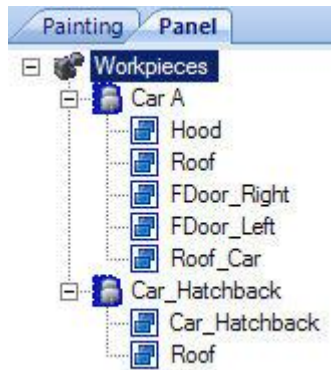 Painting Panel
Workpieces
Car A
Hood
Roof
FDoor_Right
FDoor_Left
Roof_Car
Car_Hatchback
Car_Hatchback
Roof